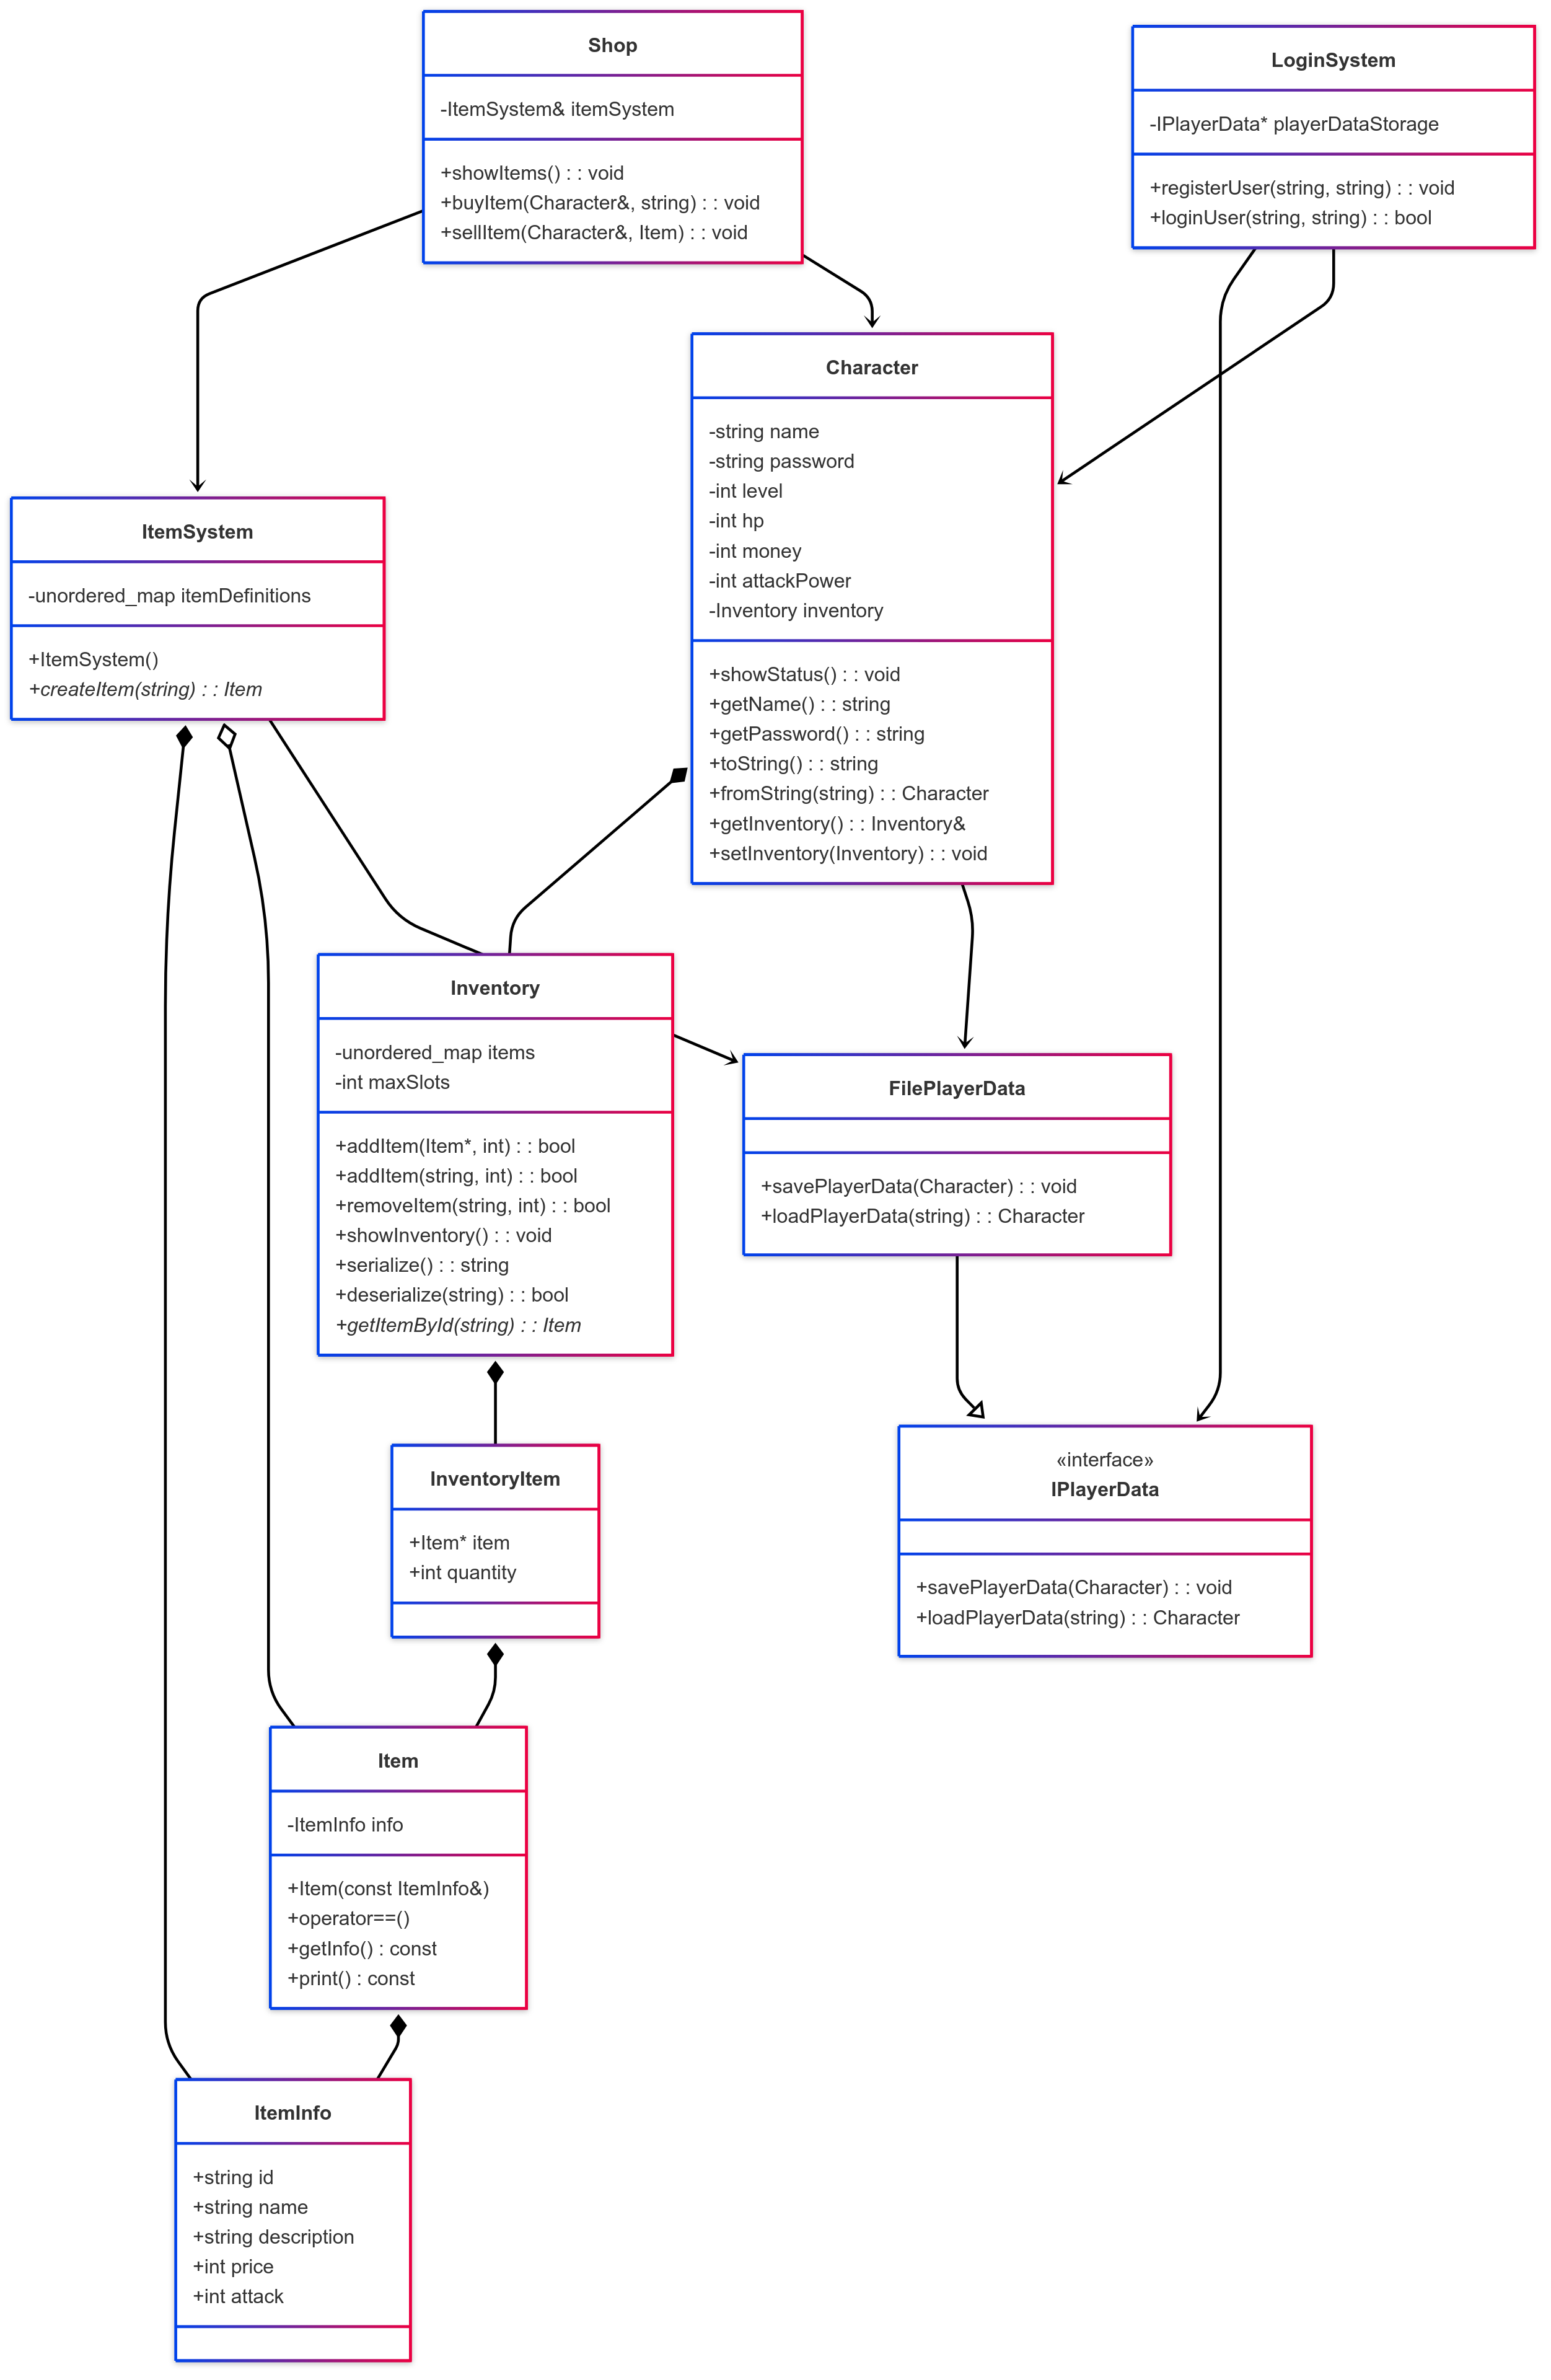 Shop
-ItemSystem& itemSystem
+showItems() : : void
+buyItem(Character&, string) : : void
+sellItem(Character&, Item) : : void
LoginSystem
-IPlayerData* playerDataStorage
+registerUser(string, string) : : void
+loginUser(string, string) : : bool
Character
-string name
-string password
-int level
-int hp
-int money
-int attackPower
-Inventory inventory
+showStatus() : : void
+getName() : : string
+getPassword() : : string
+toString() : : string
+fromString(string) : : Character
+getInventory() : : Inventory&
+setInventory(Inventory) : : void
ItemSystem
-unordered_map itemDefinitions
+ItemSystem()
+createItem(string) : : Item
Inventory
-unordered_map items
-int maxSlots
+addItem(Item*, int) : : bool
+addItem(string, int) : : bool
+removeItem(string, int) : : bool
+showInventory() : : void
+serialize() : : string
+deserialize(string) : : bool
+getItemById(string) : : Item
FilePlayerData
+savePlayerData(Character) : : void
+loadPlayerData(string) : : Character
«interface»
IPlayerData
+savePlayerData(Character) : : void
+loadPlayerData(string) : : Character
InventoryItem
+Item* item
+int quantity
Item
-ItemInfo info
+Item(const ItemInfo&)
+operator==()
+getInfo() : const
+print() : const
ItemInfo
+string id
+string name
+string description
+int price
+int attack